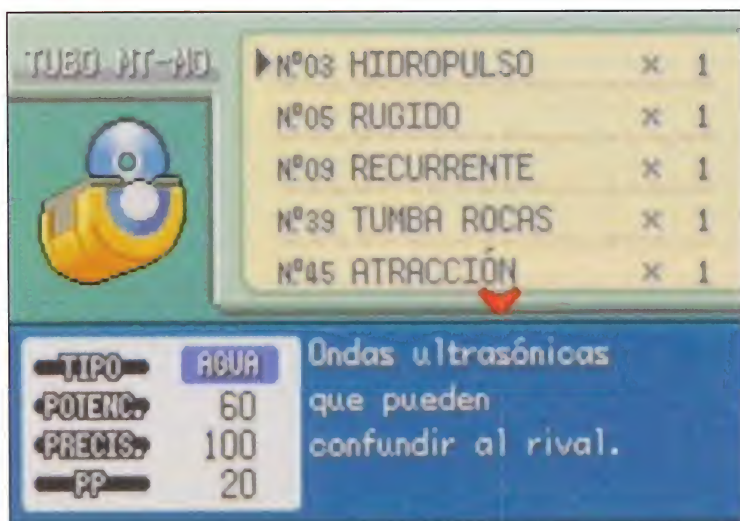 TUBO MT-MO
▶Nº03 HIDROPULSO × 1
Nº05 RUGIDO × 1
Nº09 RECURRENTE × 1
Nº39 TUMBA ROCAS × 1
Nº45 ATRACCIÓN × 1
TIPO AGUA
POTENC. 60
PRECIS. 100
PP 20
Ondas ultrasónicas
que pueden
confundir al rival.